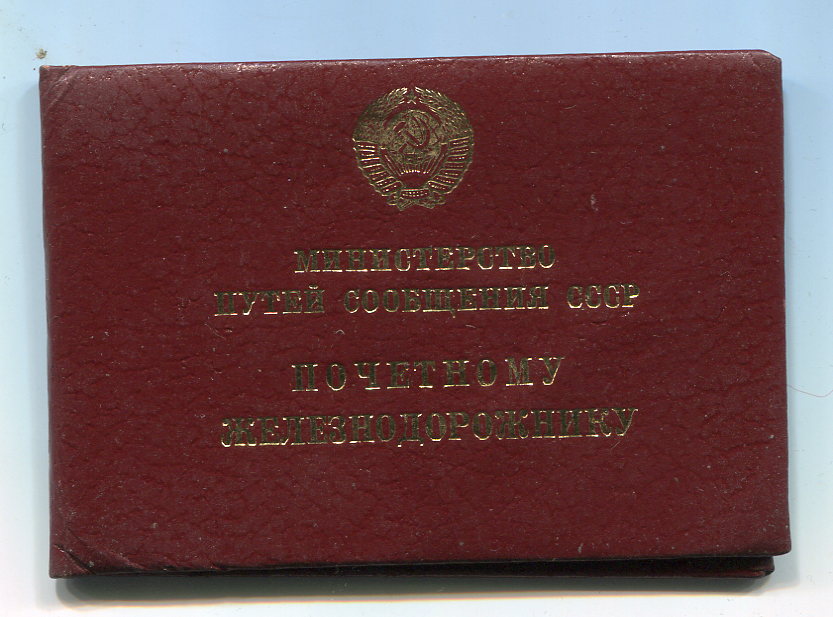 МИНИСТЕРСТВО
ПУТЕЙ СООБЩЕНИЯ СССР
ПОЧЕТНОМУ
ЖЕЛЕЗНОДОРОЖНИКУ